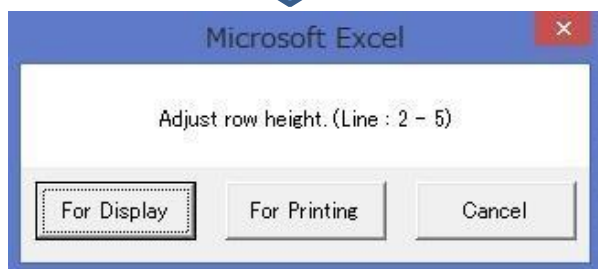 Microsoft Excel
Adjust row height.(Line : 2 - 5)
For Display For Printing Cancel